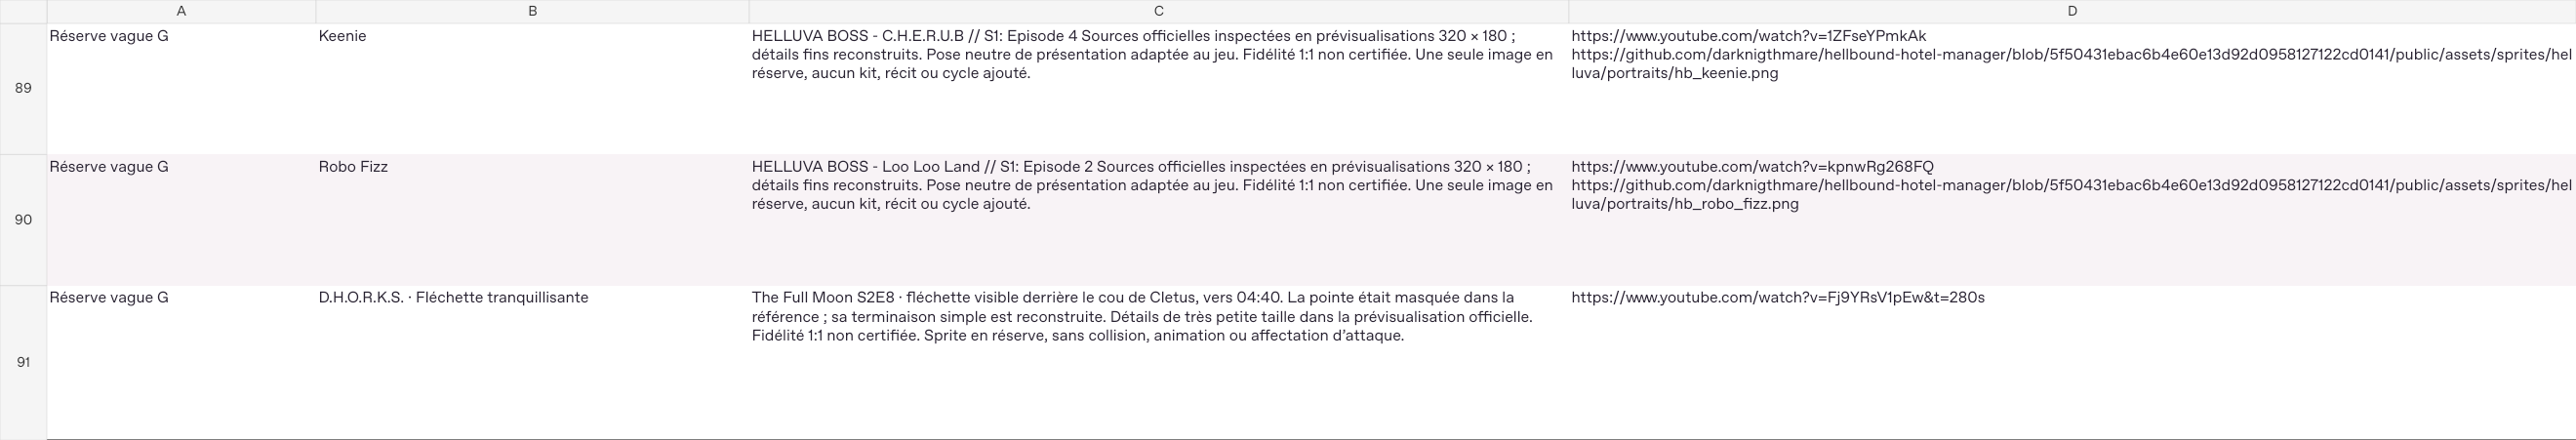 A B C D
89 Réserve vague G Keenie HELLUVA BOSS - C.H.E.R.U.B // S1: Episode 4 Sources officielles inspectées en prévisualisations 320 × 180 ;
détails fins reconstruits. Pose neutre de présentation adaptée au jeu. Fidélité 1:1 non certifiée. Une seule image en
réserve, aucun kit, récit ou cycle ajouté.
https://www.youtube.com/watch?v=1ZFseYPmkAk
https://github.com/darknigthmare/hellbound-hotel-manager/blob/5f50431ebac6b4e60e13d92d0958127122cd0141/public/assets/sprites/hel
luva/portraits/hb_keenie.png
90 Réserve vague G Robo Fizz HELLUVA BOSS - Loo Loo Land // S1: Episode 2 Sources officielles inspectées en prévisualisations 320 × 180 ;
détails fins reconstruits. Pose neutre de présentation adaptée au jeu. Fidélité 1:1 non certifiée. Une seule image en
réserve, aucun kit, récit ou cycle ajouté.
https://www.youtube.com/watch?v=kpnwRg268FQ
https://github.com/darknigthmare/hellbound-hotel-manager/blob/5f50431ebac6b4e60e13d92d0958127122cd0141/public/assets/sprites/hel
luva/portraits/hb_robo_fizz.png
91 Réserve vague G D.H.O.R.K.S. · Fléchette tranquillisante The Full Moon S2E8 · fléchette visible derrière le cou de Cletus, vers 04:40. La pointe était masquée dans la
référence ; sa terminaison simple est reconstruite. Détails de très petite taille dans la prévisualisation officielle.
Fidélité 1:1 non certifiée. Sprite en réserve, sans collision, animation ou affectation d’attaque.
https://www.youtube.com/watch?v=Fj9YRsV1pEw&t=280s